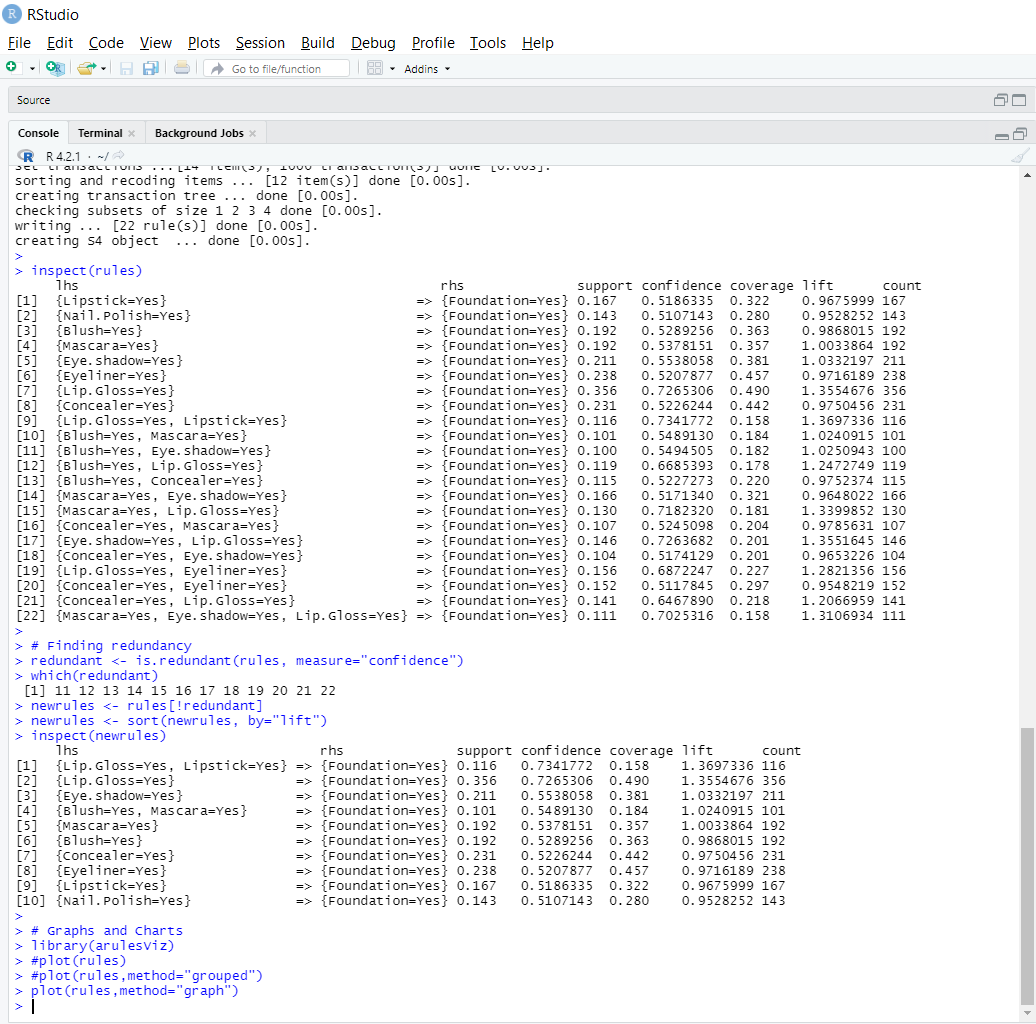 RStudio
File Edit Code View Plots Session Build Debug Profile Tools Help
Go to file/function Addins
Source
Console Terminal Background Jobs
R 4.2.1 · ~/
set transactions ...[14 item(s), 1000 transaction(s)] done [0.00s].
sorting and recoding items ... [12 item(s)] done [0.00s].
creating transaction tree ... done [0.00s].
checking subsets of size 1 2 3 4 done [0.00s].
writing ... [22 rule(s)] done [0.00s].
creating S4 object  ... done [0.00s].
>
> inspect(rules)
     lhs                                             rhs              support confidence coverage lift      count
[1]  {Lipstick=Yes}                               => {Foundation=Yes} 0.167   0.5186335  0.322    0.9675999 167
[2]  {Nail.Polish=Yes}                            => {Foundation=Yes} 0.143   0.5107143  0.280    0.9528252 143
[3]  {Blush=Yes}                                  => {Foundation=Yes} 0.192   0.5289256  0.363    0.9868015 192
[4]  {Mascara=Yes}                                => {Foundation=Yes} 0.192   0.5378151  0.357    1.0033864 192
[5]  {Eye.shadow=Yes}                             => {Foundation=Yes} 0.211   0.5538058  0.381    1.0332197 211
[6]  {Eyeliner=Yes}                               => {Foundation=Yes} 0.238   0.5207877  0.457    0.9716189 238
[7]  {Lip.Gloss=Yes}                              => {Foundation=Yes} 0.356   0.7265306  0.490    1.3554676 356
[8]  {Concealer=Yes}                              => {Foundation=Yes} 0.231   0.5226244  0.442    0.9750456 231
[9]  {Lip.Gloss=Yes, Lipstick=Yes}                => {Foundation=Yes} 0.116   0.7341772  0.158    1.3697336 116
[10] {Blush=Yes, Mascara=Yes}                     => {Foundation=Yes} 0.101   0.5489130  0.184    1.0240915 101
[11] {Blush=Yes, Eye.shadow=Yes}                  => {Foundation=Yes} 0.100   0.5494505  0.182    1.0250943 100
[12] {Blush=Yes, Lip.Gloss=Yes}                   => {Foundation=Yes} 0.119   0.6685393  0.178    1.2472749 119
[13] {Blush=Yes, Concealer=Yes}                   => {Foundation=Yes} 0.115   0.5227273  0.220    0.9752374 115
[14] {Mascara=Yes, Eye.shadow=Yes}                => {Foundation=Yes} 0.166   0.5171340  0.321    0.9648022 166
[15] {Mascara=Yes, Lip.Gloss=Yes}                 => {Foundation=Yes} 0.130   0.7182320  0.181    1.3399852 130
[16] {Concealer=Yes, Mascara=Yes}                 => {Foundation=Yes} 0.107   0.5245098  0.204    0.9785631 107
[17] {Eye.shadow=Yes, Lip.Gloss=Yes}              => {Foundation=Yes} 0.146   0.7263682  0.201    1.3551645 146
[18] {Concealer=Yes, Eye.shadow=Yes}              => {Foundation=Yes} 0.104   0.5174129  0.201    0.9653226 104
[19] {Lip.Gloss=Yes, Eyeliner=Yes}                => {Foundation=Yes} 0.156   0.6872247  0.227    1.2821356 156
[20] {Concealer=Yes, Eyeliner=Yes}                => {Foundation=Yes} 0.152   0.5117845  0.297    0.9548219 152
[21] {Concealer=Yes, Lip.Gloss=Yes}               => {Foundation=Yes} 0.141   0.6467890  0.218    1.2066959 141
[22] {Mascara=Yes, Eye.shadow=Yes, Lip.Gloss=Yes} => {Foundation=Yes} 0.111   0.7025316  0.158    1.3106934 111
>
> # Finding redundancy
> redundant <- is.redundant(rules, measure="confidence")
> which(redundant)
 [1] 11 12 13 14 15 16 17 18 19 20 21 22
> newrules <- rules[!redundant]
> newrules <- sort(newrules, by="lift")
> inspect(newrules)
     lhs                              rhs              support confidence coverage lift      count
[1]  {Lip.Gloss=Yes, Lipstick=Yes} => {Foundation=Yes} 0.116   0.7341772  0.158    1.3697336 116
[2]  {Lip.Gloss=Yes}               => {Foundation=Yes} 0.356   0.7265306  0.490    1.3554676 356
[3]  {Eye.shadow=Yes}              => {Foundation=Yes} 0.211   0.5538058  0.381    1.0332197 211
[4]  {Blush=Yes, Mascara=Yes}      => {Foundation=Yes} 0.101   0.5489130  0.184    1.0240915 101
[5]  {Mascara=Yes}                 => {Foundation=Yes} 0.192   0.5378151  0.357    1.0033864 192
[6]  {Blush=Yes}                   => {Foundation=Yes} 0.192   0.5289256  0.363    0.9868015 192
[7]  {Concealer=Yes}               => {Foundation=Yes} 0.231   0.5226244  0.442    0.9750456 231
[8]  {Eyeliner=Yes}                => {Foundation=Yes} 0.238   0.5207877  0.457    0.9716189 238
[9]  {Lipstick=Yes}                => {Foundation=Yes} 0.167   0.5186335  0.322    0.9675999 167
[10] {Nail.Polish=Yes}             => {Foundation=Yes} 0.143   0.5107143  0.280    0.9528252 143
>
> # Graphs and Charts
> library(arulesViz)
> #plot(rules)
> #plot(rules,method="grouped")
> plot(rules,method="graph")
>